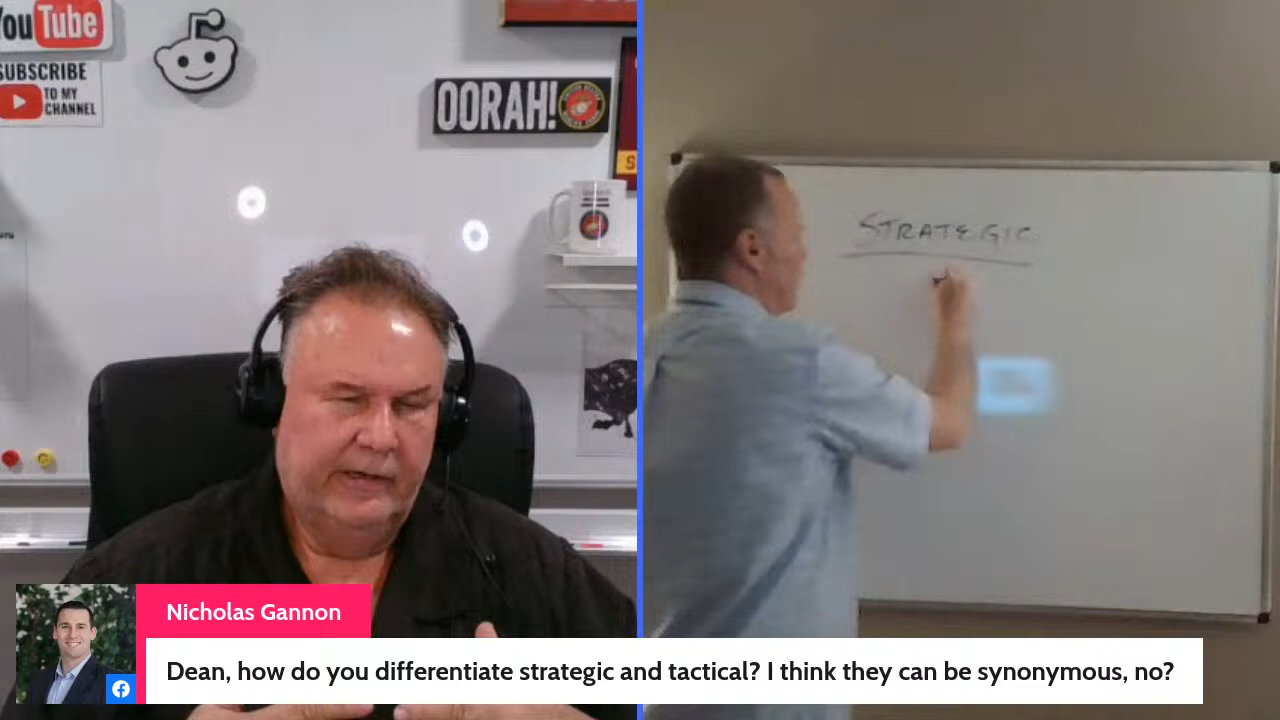 YouTube
SUBSCRIBE
TO MY
CHANNEL
OORAH!
STRATEGIC
Nicholas Gannon
Dean, how do you differentiate strategic and tactical? I think they can be synonymous, no?